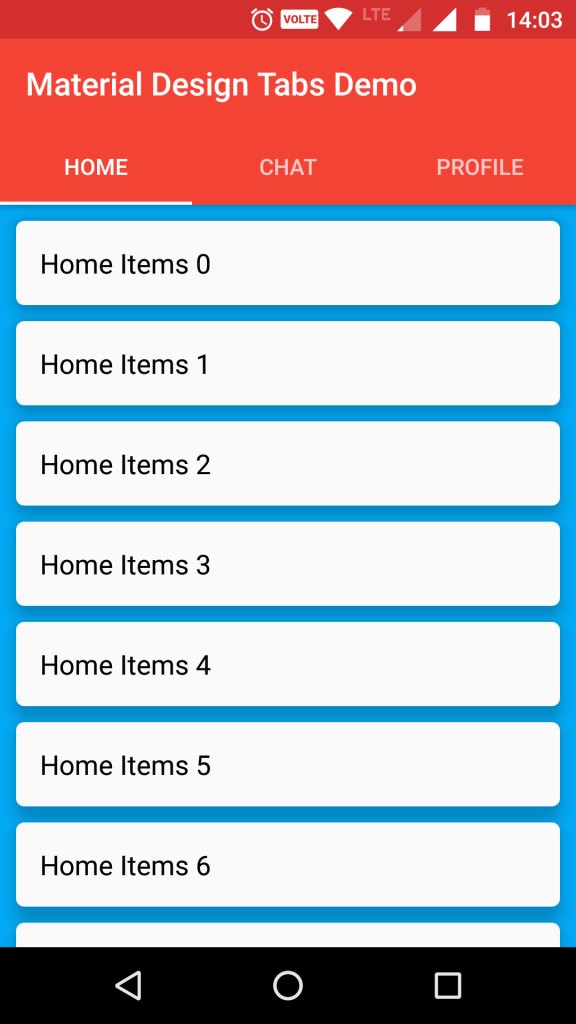 VOLTE LTE 14:03
Material Design Tabs Demo
HOME CHAT PROFILE
Home Items 0
Home Items 1
Home Items 2
Home Items 3
Home Items 4
Home Items 5
Home Items 6